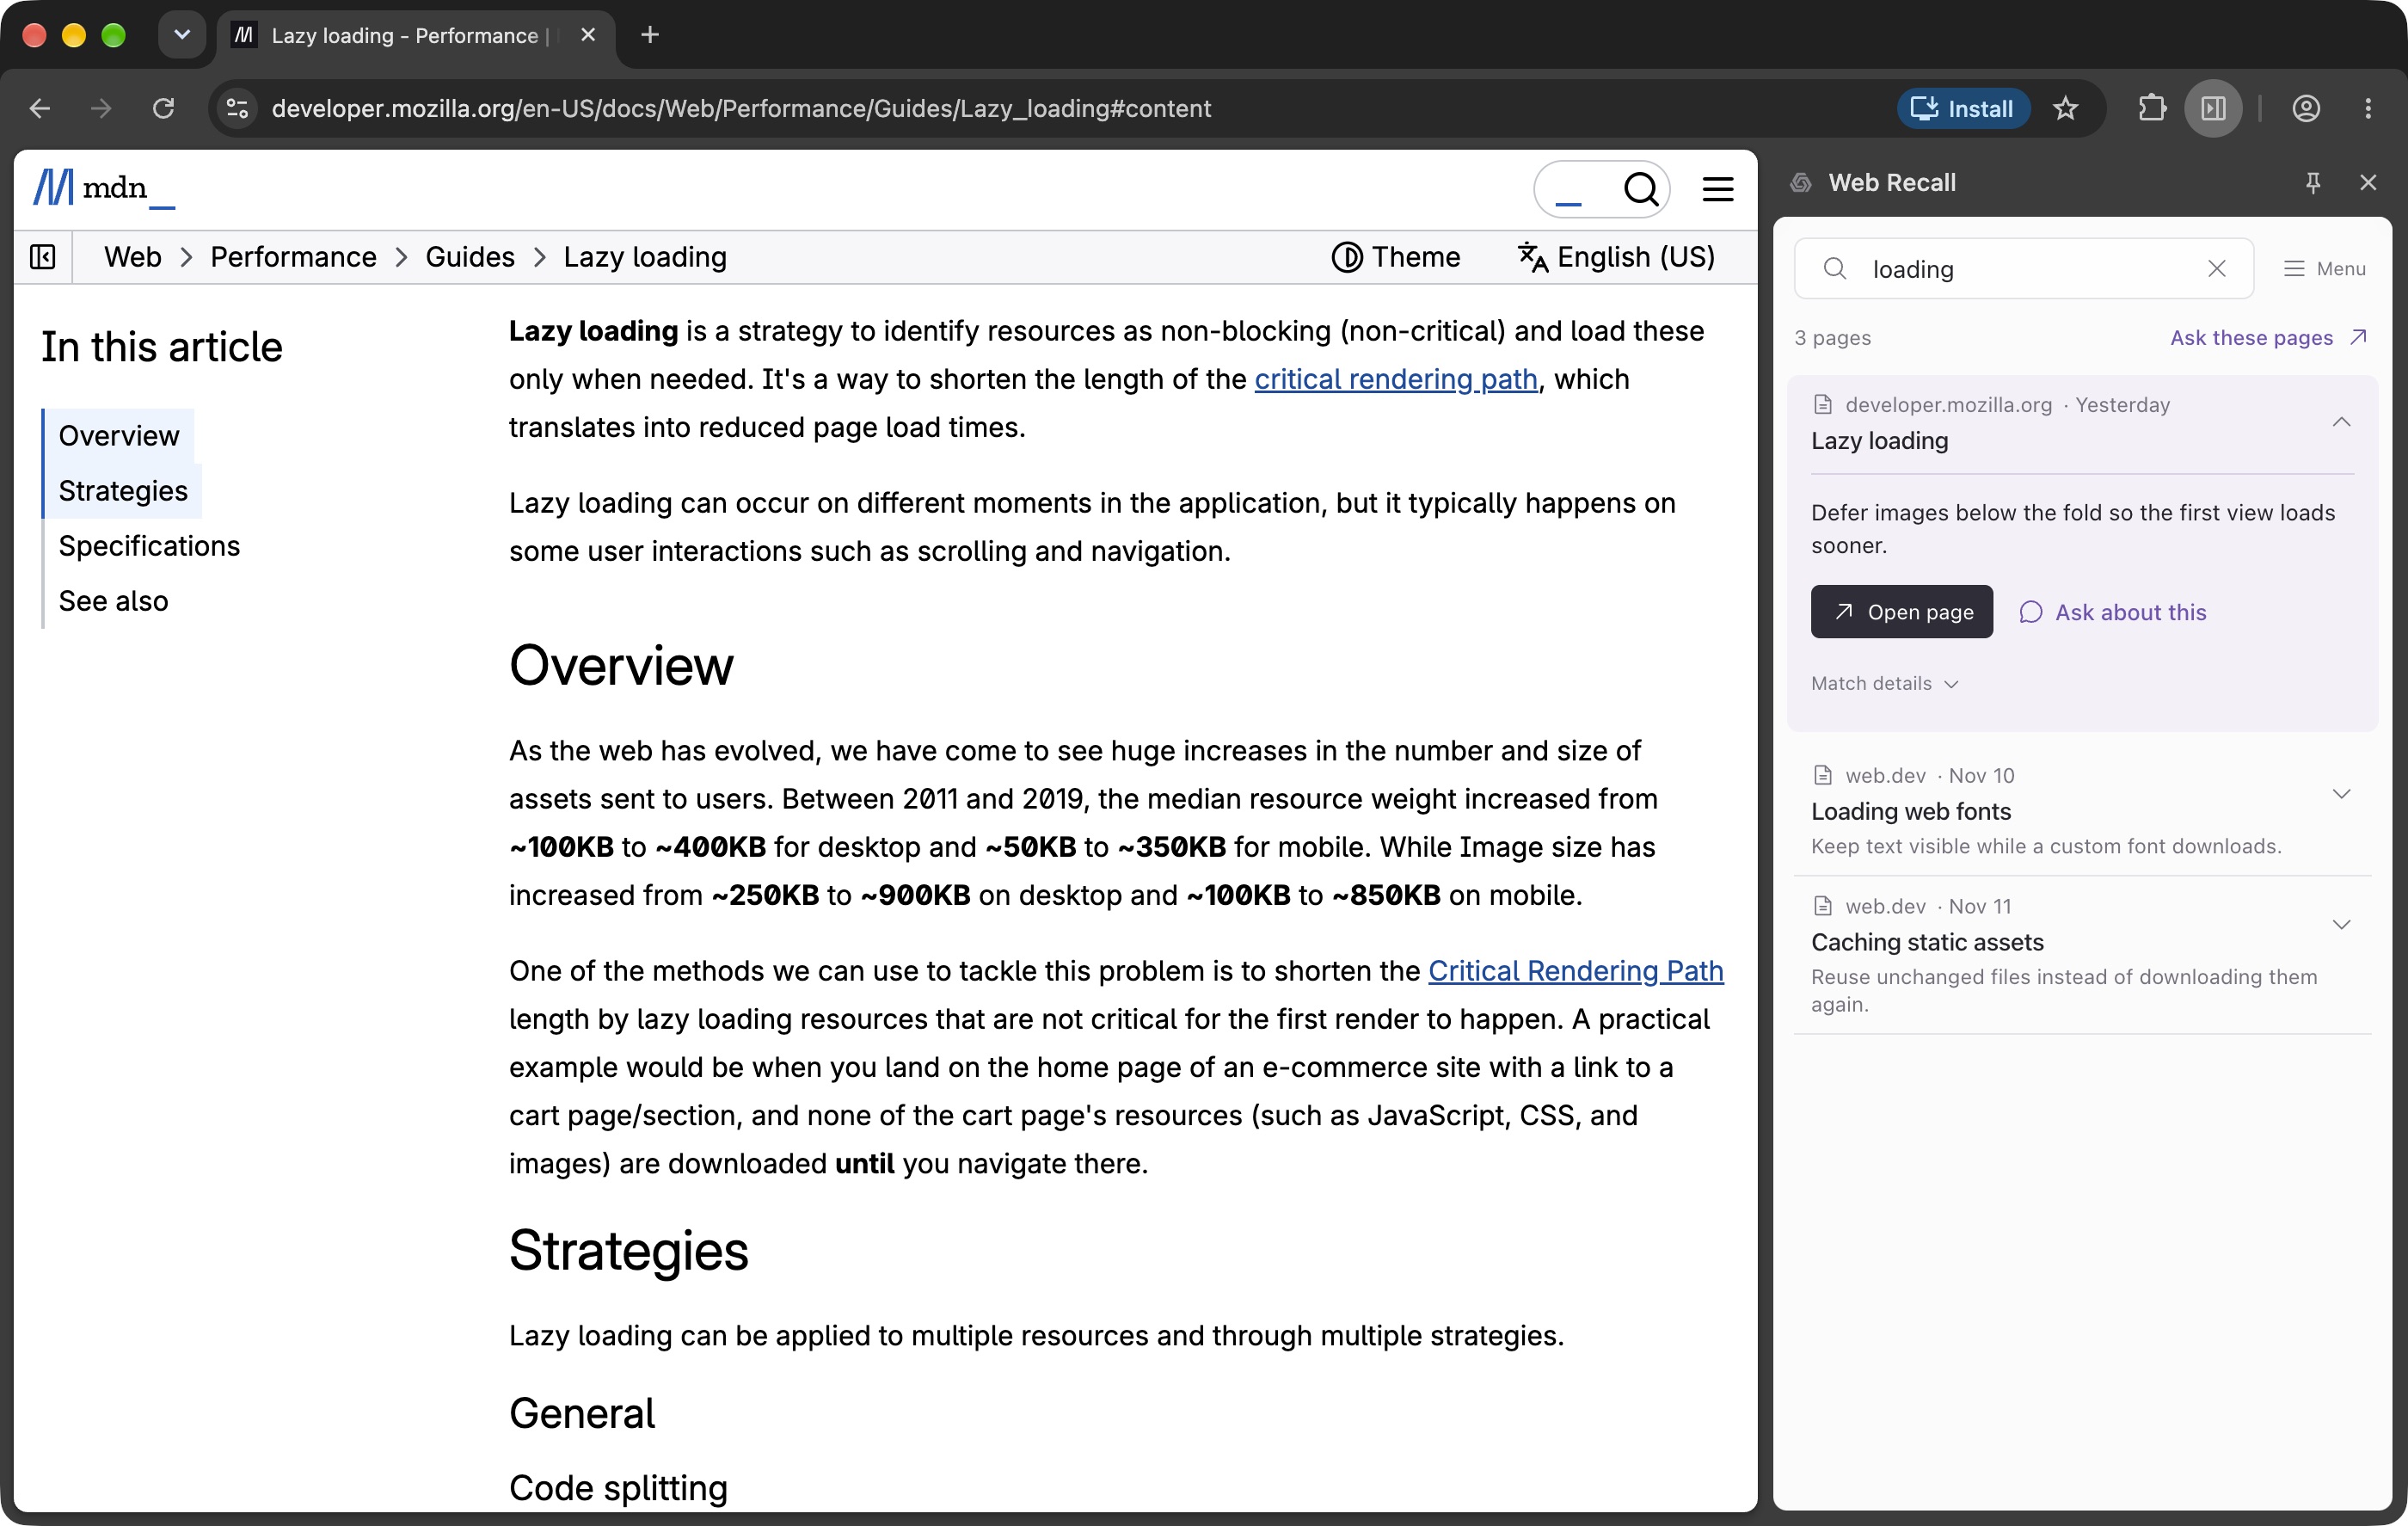 Lazy loading - Performance |
developer.mozilla.org/en-US/docs/Web/Performance/Guides/Lazy_loading#content
Install
mdn_
Web > Performance > Guides > Lazy loading
Theme
English (US)
In this article
Overview
Strategies
Specifications
See also
Lazy loading is a strategy to identify resources as non-blocking (non-critical) and load these
only when needed. It's a way to shorten the length of the critical rendering path, which
translates into reduced page load times.
Lazy loading can occur on different moments in the application, but it typically happens on
some user interactions such as scrolling and navigation.
Overview
As the web has evolved, we have come to see huge increases in the number and size of
assets sent to users. Between 2011 and 2019, the median resource weight increased from
~100KB to ~400KB for desktop and ~50KB to ~350KB for mobile. While Image size has
increased from ~250KB to ~900KB on desktop and ~100KB to ~850KB on mobile.
One of the methods we can use to tackle this problem is to shorten the Critical Rendering Path
length by lazy loading resources that are not critical for the first render to happen. A practical
example would be when you land on the home page of an e-commerce site with a link to a
cart page/section, and none of the cart page's resources (such as JavaScript, CSS, and
images) are downloaded until you navigate there.
Strategies
Lazy loading can be applied to multiple resources and through multiple strategies.
General
Code splitting
Web Recall
loading
Menu
3 pages
Ask these pages
developer.mozilla.org · Yesterday
Lazy loading
Defer images below the fold so the first view loads
sooner.
Open page
Ask about this
Match details
web.dev · Nov 10
Loading web fonts
Keep text visible while a custom font downloads.
web.dev · Nov 11
Caching static assets
Reuse unchanged files instead of downloading them
again.